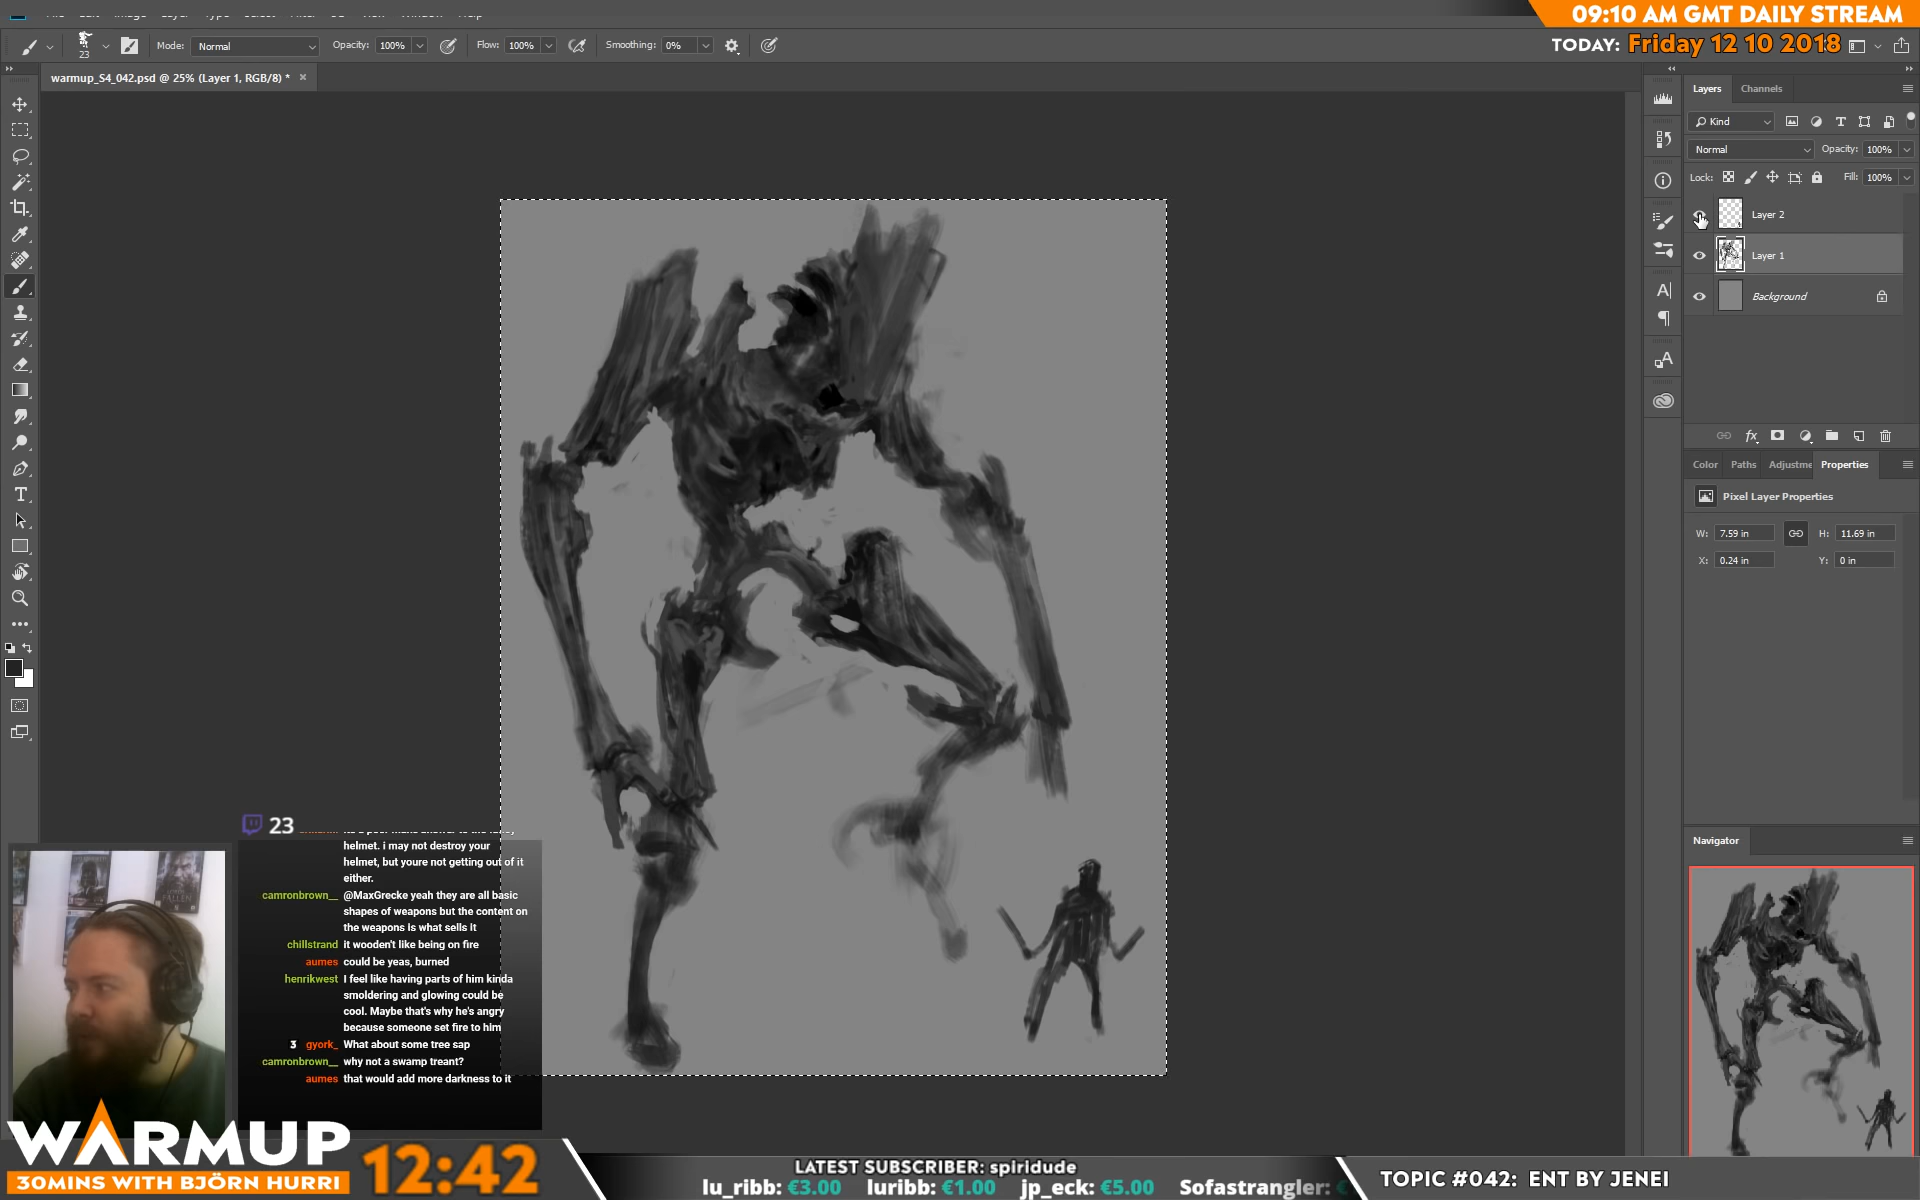 09:10 AM GMT DAILY STREAM
TODAY: Friday 12 10 2018
23
Mode: Normal
Opacity: 100%
Flow: 100%
Smoothing: 0%
warmup_S4_042.psd @ 25% (Layer 1, RGB/8) *
Layers
Channels
Kind
Normal
Opacity: 100%
Lock:
Fill: 100%
Layer 2
Layer 1
Background
Color
Paths
Adjustme
Properties
Pixel Layer Properties
W: 7.59 in
H: 11.69 in
X: 0.24 in
Y: 0 in
Navigator
23
helmet. i may not destroy your
helmet, but youre not getting out of it
either.
camronbrown__ @MaxGrecke yeah they are all basic
shapes of weapons but the content on
the weapons is what sells it
chillstrand it wooden't like being on fire
aumes could be yeas, burned
henrikwest I feel like having parts of him kinda
smoldering and glowing could be
cool. Maybe that's why he's angry
because someone set fire to him
3 gyork_ What about some tree sap
camronbrown__ why not a swamp treant?
aumes that would add more darkness to it
WARMUP
30MINS WITH BJÖRN HURRI
12:42
LATEST SUBSCRIBER: spiridude
lu_ribb: €3.00 luribb: €1.00 jp_eck: €5.00 Sofastrangler: €
TOPIC #042: ENT BY JENEI